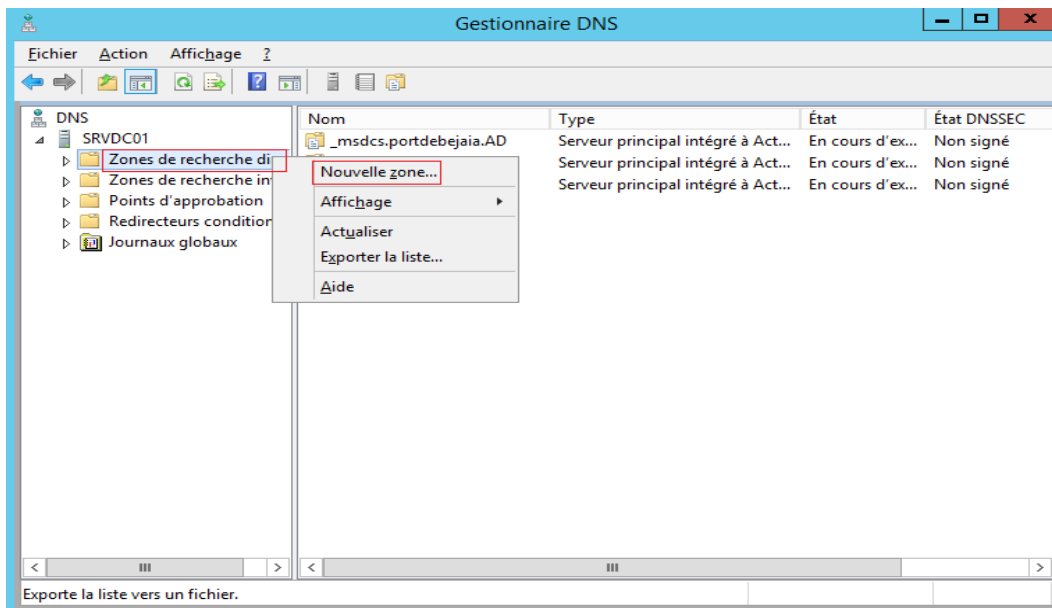 Gestionnaire DNS
Fichier Action Affichage ?
DNS
SRVDC01
Zones de recherche di
Zones de recherche in
Points d'approbation
Redirecteurs condition
Journaux globaux
Nom Type État État DNSSEC
_msdcs.portdebejaia.AD Serveur principal intégré à Act... En cours d'ex... Non signé
Serveur principal intégré à Act... En cours d'ex... Non signé
Serveur principal intégré à Act... En cours d'ex... Non signé
Nouvelle zone...
Affichage
Actualiser
Exporter la liste...
Aide
Exporte la liste vers un fichier.